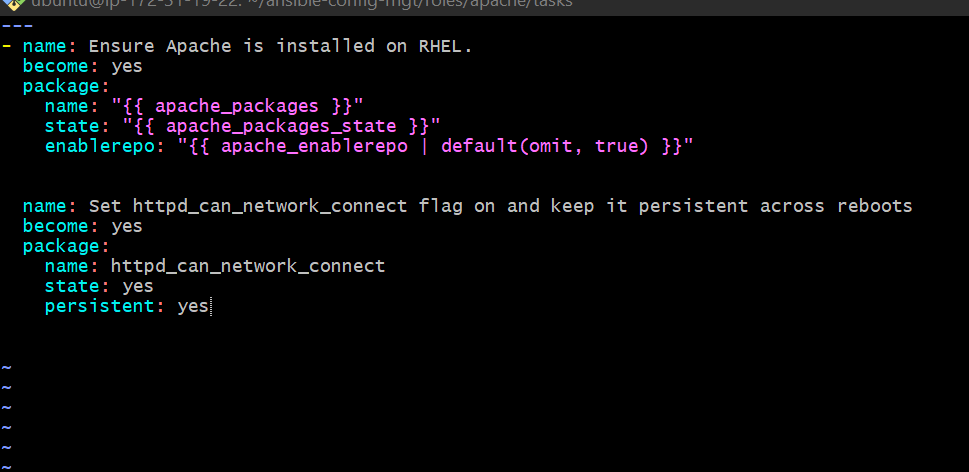 ubuntu@ip-172-31-19-22: ~/ansible-config-mgt/roles/apache/tasks
---
- name: Ensure Apache is installed on RHEL.
  become: yes
  package:
    name: "{{ apache_packages }}"
    state: "{{ apache_packages_state }}"
    enablerepo: "{{ apache_enablerepo | default(omit, true) }}"
  name: Set httpd_can_network_connect flag on and keep it persistent across reboots
  become: yes
  package:
    name: httpd_can_network_connect
    state: yes
    persistent: yes
~
~
~
~
~
~